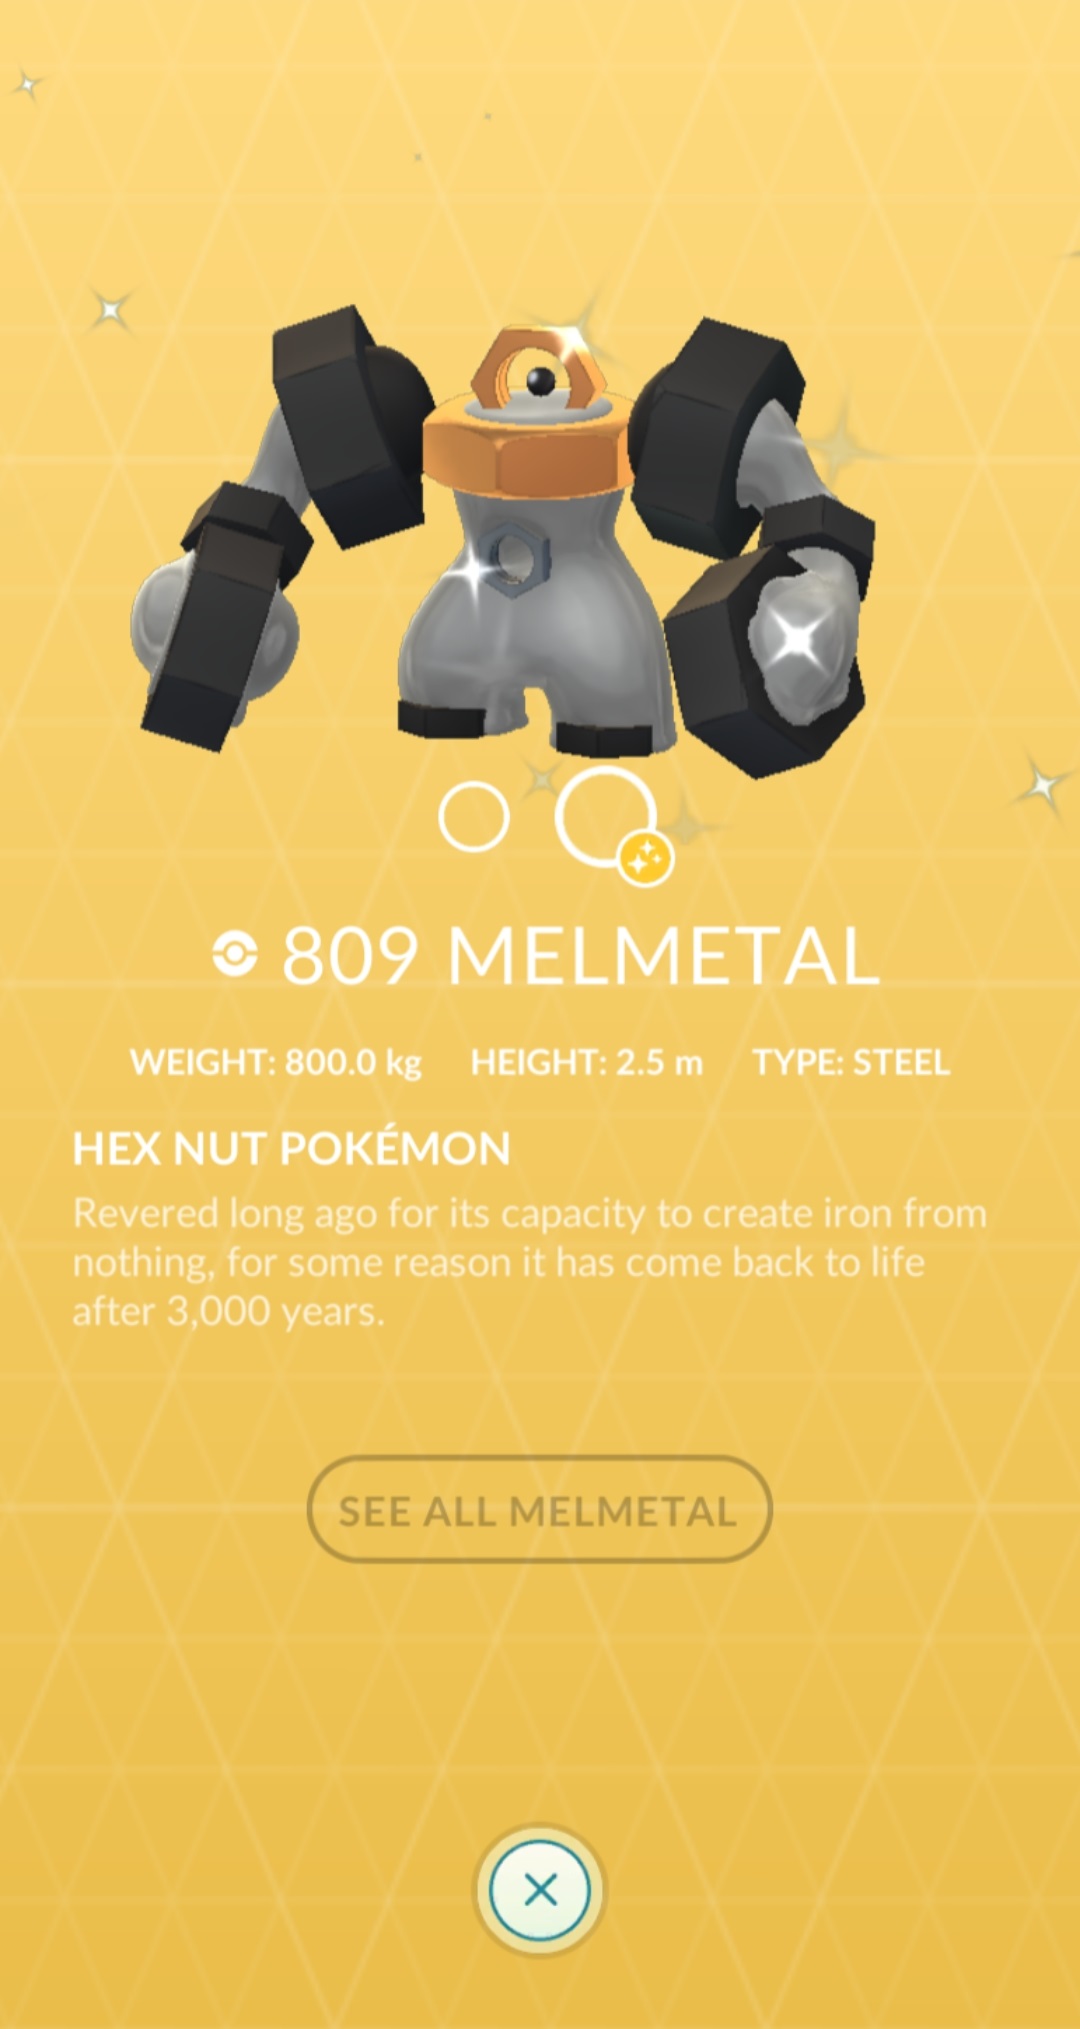 809 MELMETAL
WEIGHT: 800.0 kg HEIGHT: 2.5 m TYPE: STEEL
HEX NUT POKÉMON
Revered long ago for its capacity to create iron from
nothing, for some reason it has come back to life
after 3,000 years.
SEE ALL MELMETAL